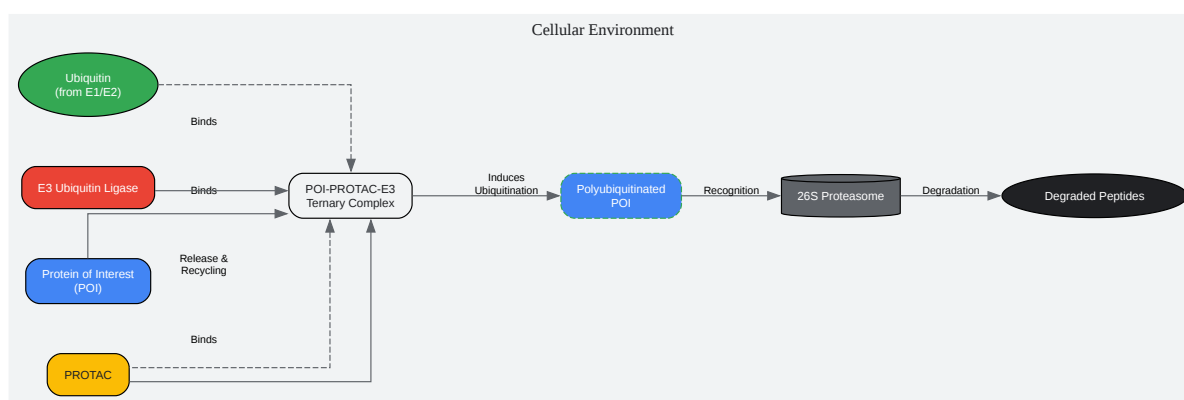 Cellular Environment
Ubiquitin
(from E1/E2)
Binds
E3 Ubiquitin Ligase
Binds
POI-PROTAC-E3
Ternary Complex
Induces
Ubiquitination
Polyubiquitinated
POI
Recognition
26S Proteasome
Degradation
Degraded Peptides
Protein of Interest
(POI)
Release &
Recycling
Binds
PROTAC